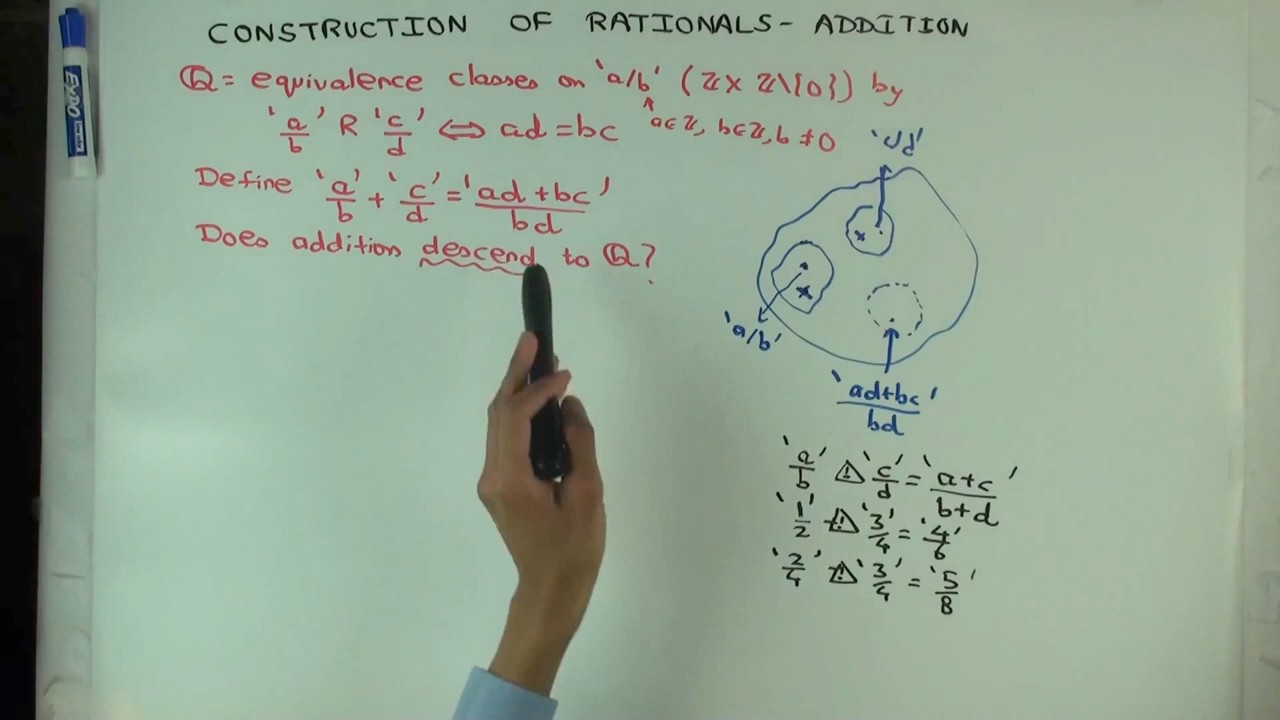 CONSTRUCTION OF RATIONALS - ADDITION
ℚ = equivalence classes on 'a/b' (ℤ × ℤ\{0}) by
'a/b' R 'c/d' ⟺ ad = bc
a∈ℤ, b∈ℤ, b ≠ 0
Define 'a/b' + 'c/d' = '(ad + bc)/bd'
Does addition descend to ℚ?
'c/d'
'a/b'
'(ad+bc)/bd'
'a/b' ⚠ 'c/d' = '(a+c)/(b+d)'
'1/2' ⚠ '3/4' = '4/6'
'2/4' ⚠ '3/4' = '5/8'
EXPO